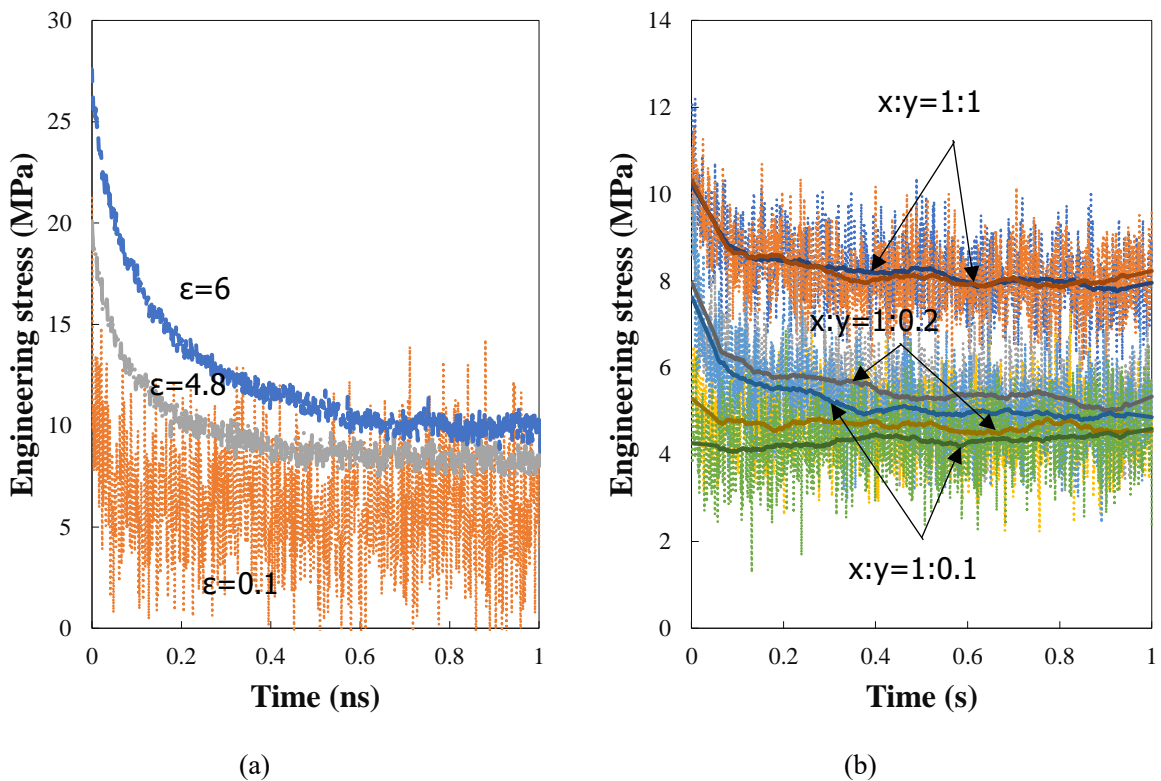 30
25
20
15
10
5
0
0
0.2
0.4
0.6
0.8
1
Engineering stress (MPa)
Time (ns)
ε=6
ε=4.8
ε=0.1
(a)
14
12
10
8
6
4
2
0
0
0.2
0.4
0.6
0.8
1
Engineering stress (MPa)
Time (s)
x:y=1:1
x:y=1:0.2
x:y=1:0.1
(b)